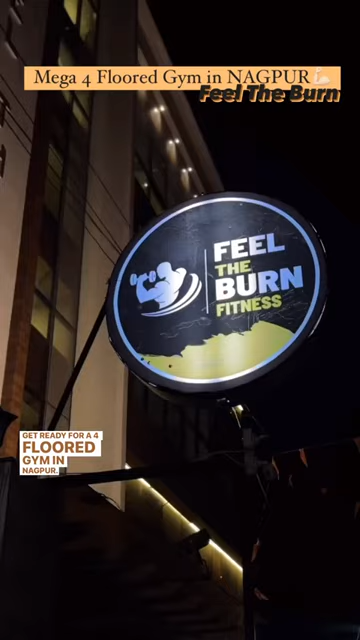 Mega 4 Floored Gym in NAGPUR💪🏻
Feel The Burn
FEEL
THE
BURN
FITNESS
GET READY FOR A 4
FLOORED
GYM IN
NAGPUR.